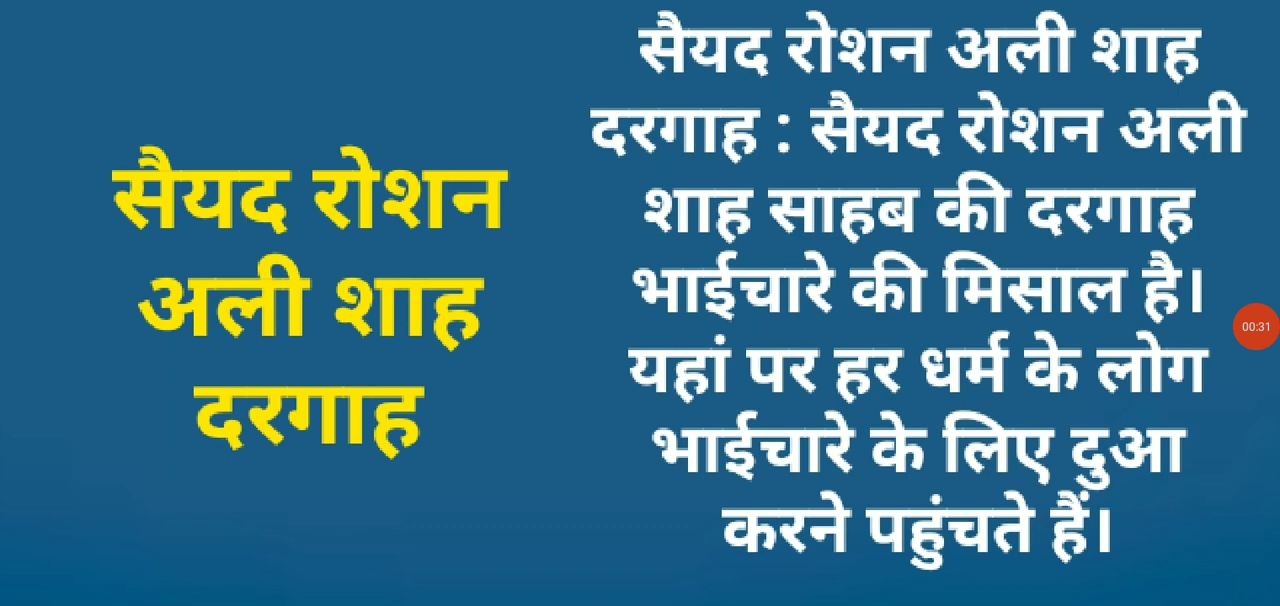 सैयद रोशन
अली शाह
दरगाह
सैयद रोशन अली शाह
दरगाह : सैयद रोशन अली
शाह साहब की दरगाह
भाईचारे की मिसाल है।
यहां पर हर धर्म के लोग
भाईचारे के लिए दुआ
करने पहुंचते हैं।
00:31